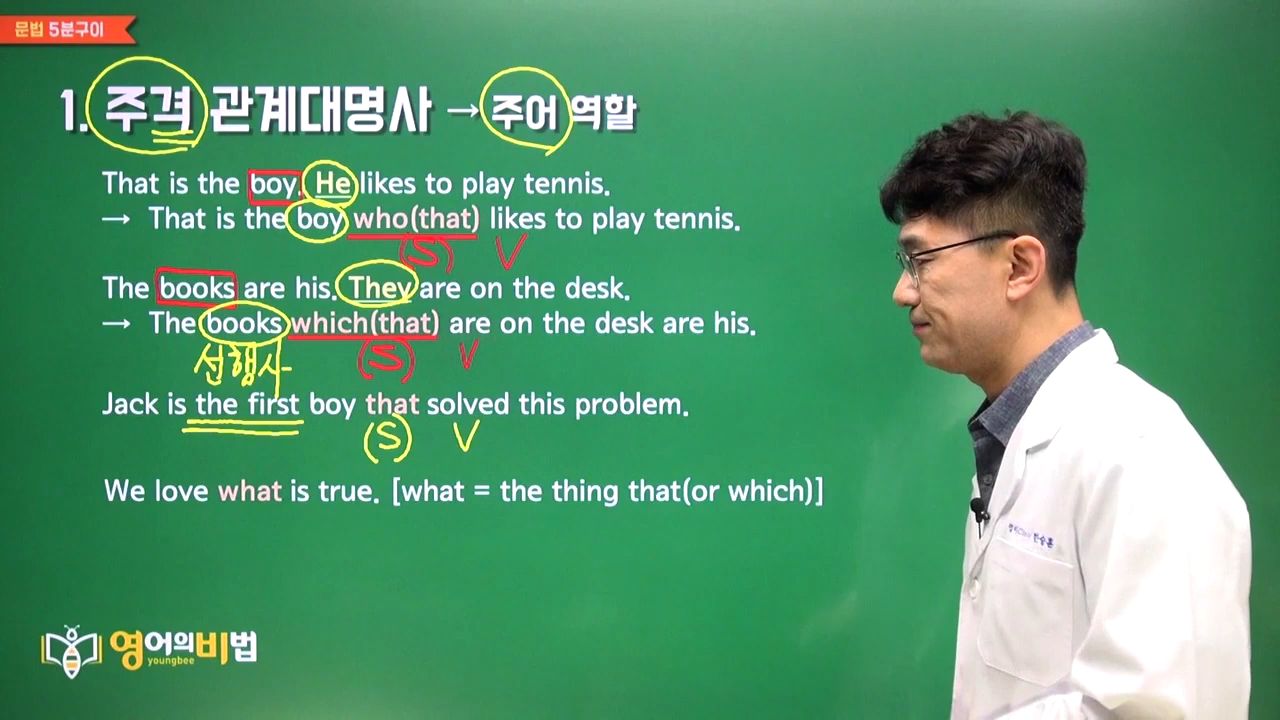 문법 5분구이
1. 주격 관계대명사 → 주어 역할
That is the boy. He likes to play tennis.
→ That is the boy who(that) likes to play tennis.
(S) V
The books are his. They are on the desk.
→ The books which(that) are on the desk are his.
선행사 (S) V
Jack is the first boy that solved this problem.
(S) V
We love what is true. [what = the thing that(or which)]
영어의비법
youngbee